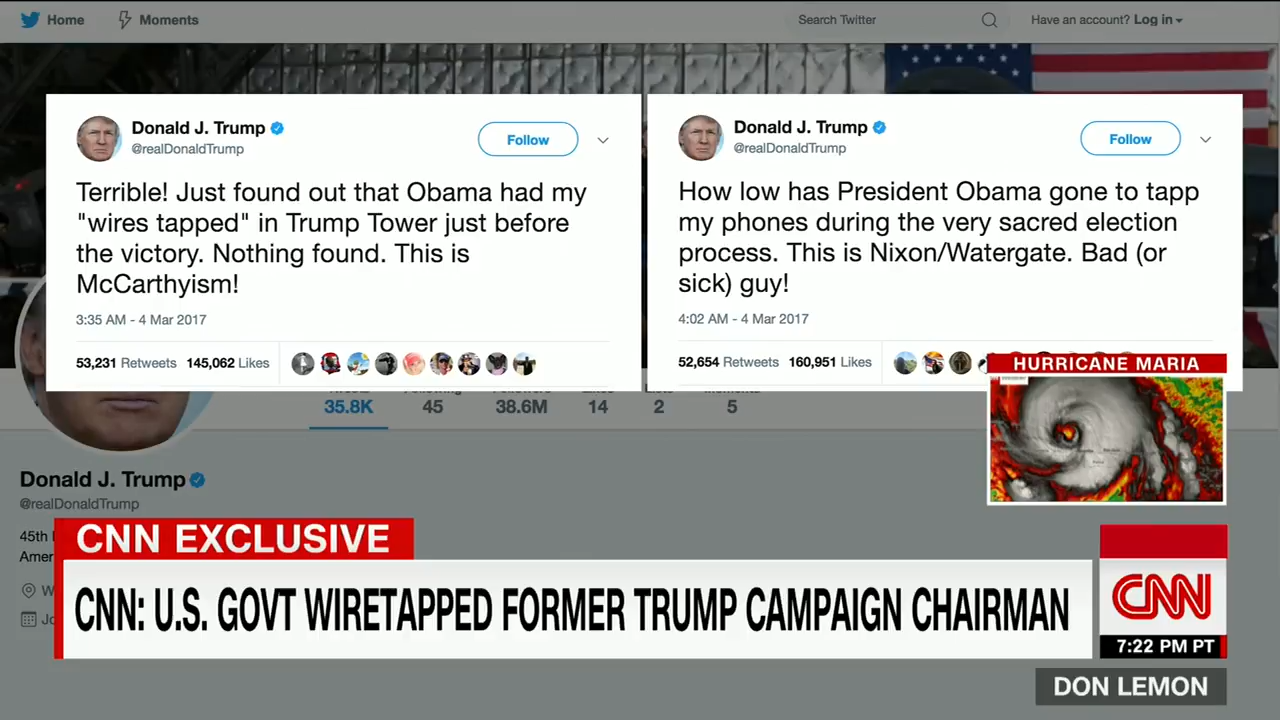 Home
Moments
Search Twitter
Have an account? Log in
Donald J. Trump
@realDonaldTrump
Follow
Terrible! Just found out that Obama had my
"wires tapped" in Trump Tower just before
the victory. Nothing found. This is
McCarthyism!
3:35 AM - 4 Mar 2017
53,231 Retweets 145,062 Likes
Donald J. Trump
@realDonaldTrump
Follow
How low has President Obama gone to tapp
my phones during the very sacred election
process. This is Nixon/Watergate. Bad (or
sick) guy!
4:02 AM - 4 Mar 2017
52,654 Retweets 160,951 Likes
HURRICANE MARIA
35.8K 45 38.6M 14 2 5
Donald J. Trump
@realDonaldTrump
45th
Amer
CNN EXCLUSIVE
CNN: U.S. GOVT WIRETAPPED FORMER TRUMP CAMPAIGN CHAIRMAN
CNN
7:22 PM PT
DON LEMON